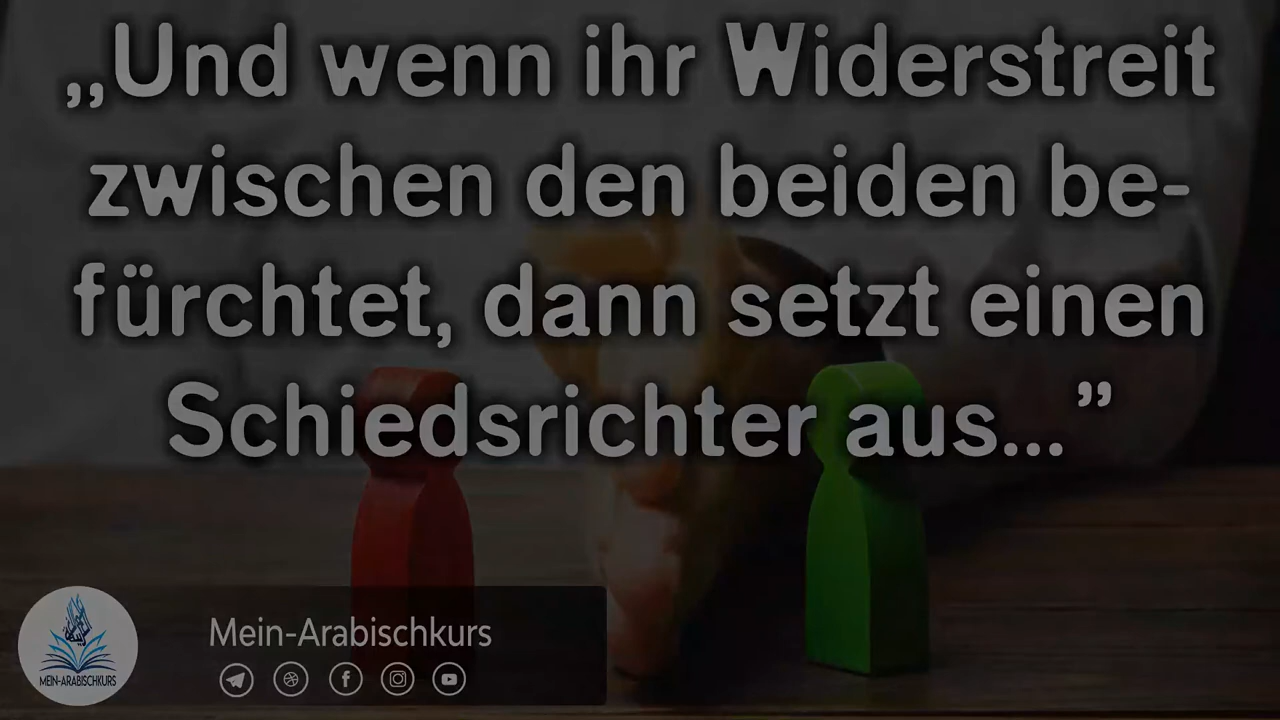 „Und wenn ihr Widerstreit
zwischen den beiden be-
fürchtet, dann setzt einen
Schiedsrichter aus...”
Mein-Arabischkurs
MEIN-ARABISCHKURS